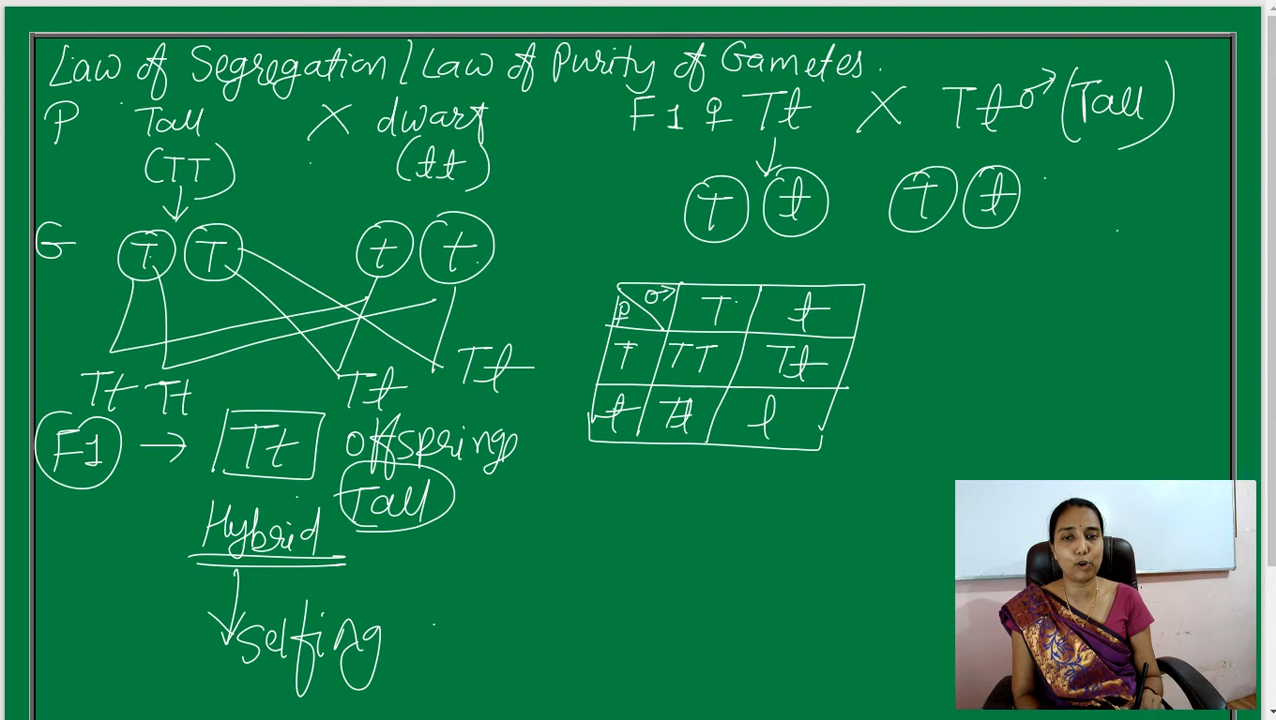 Law of Segregation / Law of Purity of Gametes.
P Tall X dwarf
(TT) (tt)
G T T t t
Tt Tt Tt Tt
F1 → Tt offsprings
Tall
Hybrid
↓ Selfing
F1 ♀ Tt X Tt ♂ (Tall)
T t T t
♀ ♂ T t
T TT Tt
t Tt t